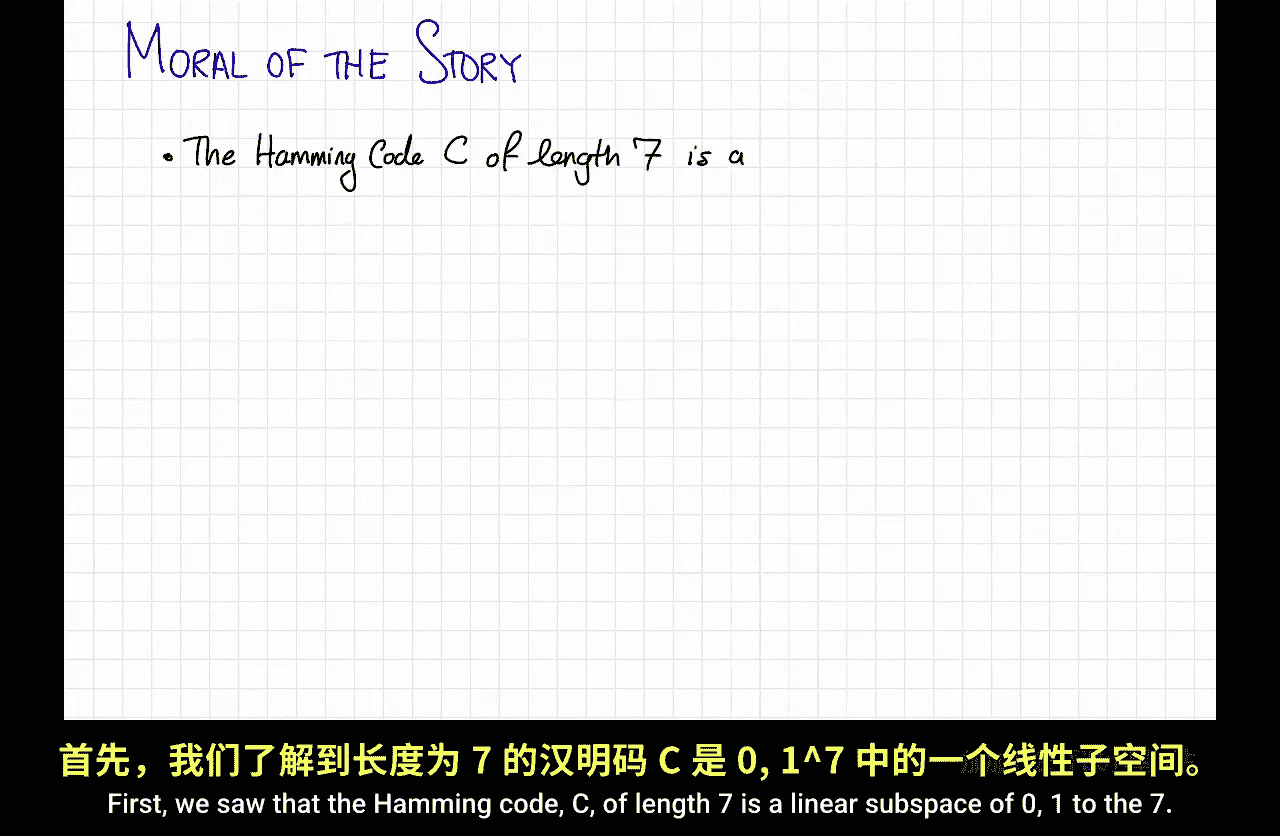 MORAL OF THE STORY
• The Hamming Code C of length 7 is a
首先，我们了解到长度为 7 的汉明码 C 是 0, 1^7 中的一个线性子空间。
First, we saw that the Hamming code, C, of length 7 is a linear subspace of 0, 1 to the 7.